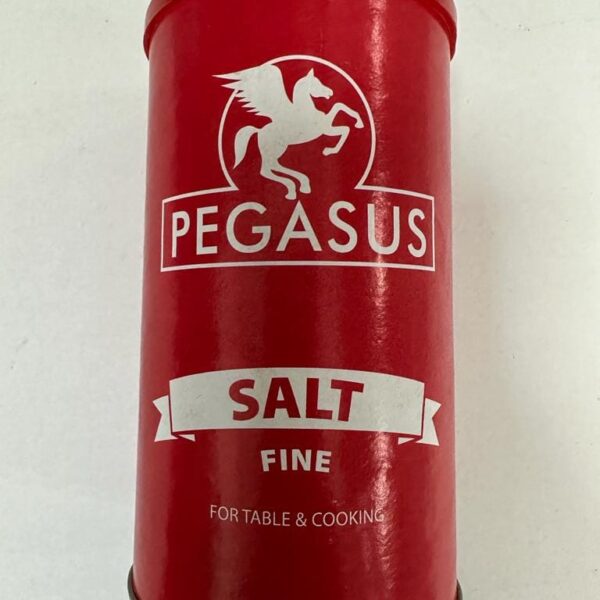 PEGASUS
SALT
FINE
FOR TABLE & COOKING